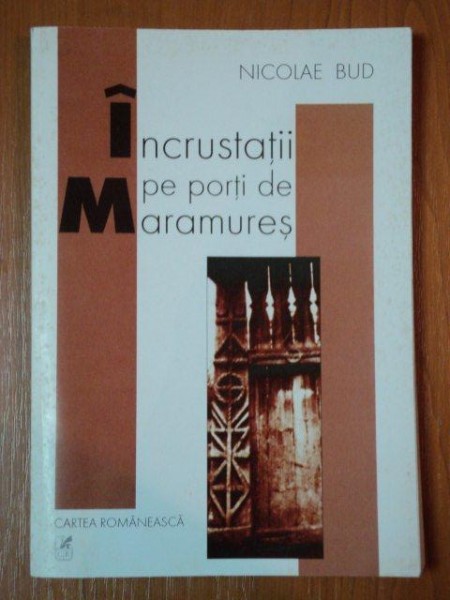 NICOLAE BUD
Încrustații
pe porți de
Maramureș
CARTEA ROMÂNEASCĂ